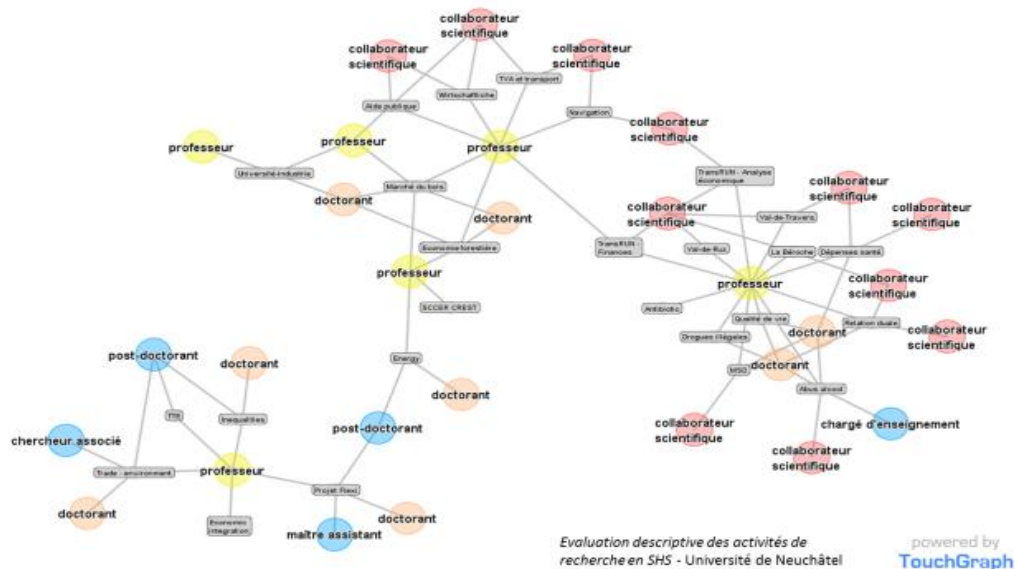 collaborateur
scientifique
collaborateur
scientifique
collaborateur
scientifique
TVA et transport
Wirtschaftliche
Aide publique
Navigation
collaborateur
scientifique
professeur
professeur
professeur
Université-industrie
Marché du bois
doctorant
doctorant
Economie forestière
TransRUN - Analyse
économique
collaborateur
scientifique
collaborateur
scientifique
collaborateur
scientifique
Val-de-Travers
TransRUN -
Finances
Val-de-Ruz
La Béroche
Dépenses santé
professeur
SCCER CREST
professeur
collaborateur
scientifique
Antibiotic
Qualité de vie
Relation duale
Drogues illégales
doctorant
collaborateur
scientifique
doctorant
Abus alcool
post-doctorant
doctorant
Energy
doctorant
TTR
Inequalities
post-doctorant
collaborateur
scientifique
chargé d'enseignement
collaborateur
scientifique
chercheur associé
Trade - environment
professeur
Projet Flexi
doctorant
Economic
integration
maître assistant
doctorant
Evaluation descriptive des activités de
recherche en SHS - Université de Neuchâtel
powered by
TouchGraph